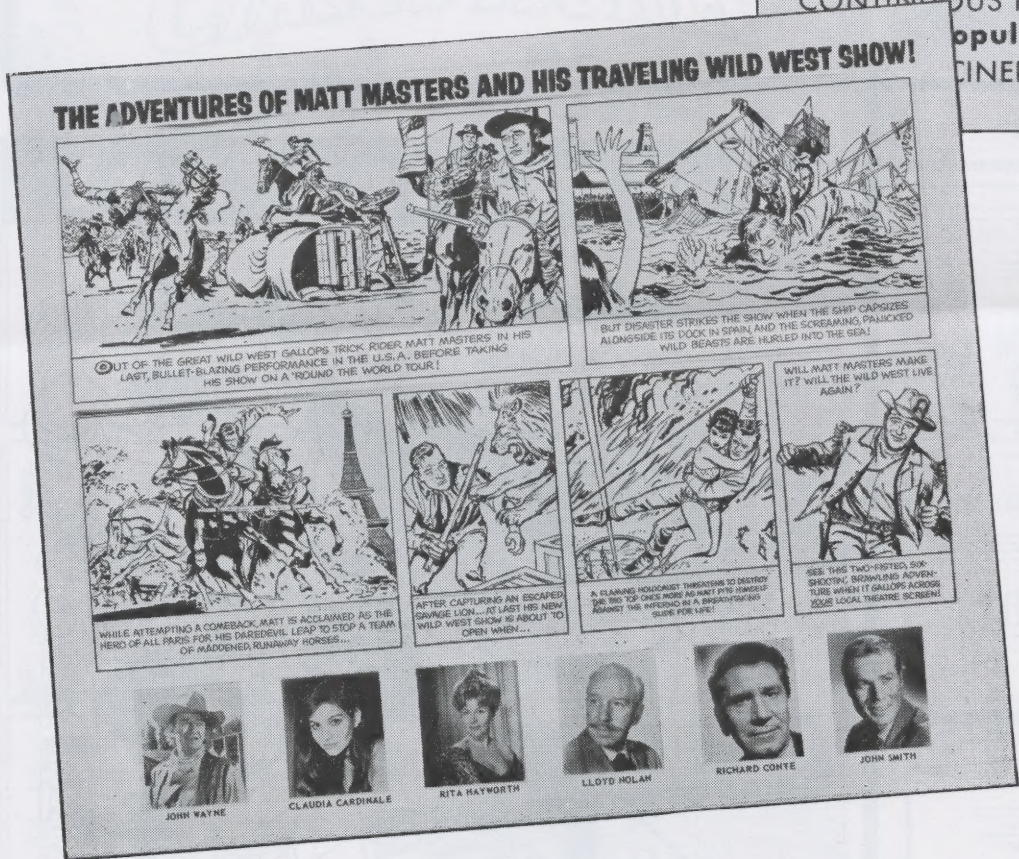 OUS
opul
CINE
THE ADVENTURES OF MATT MASTERS AND HIS TRAVELING WILD WEST SHOW!
OUT OF THE GREAT WILD WEST GALLOPS TRICK RIDER MATT MASTERS IN HIS
LAST, BULLET-BLAZING PERFORMANCE IN THE U.S.A. BEFORE TAKING
HIS SHOW ON A 'ROUND THE WORLD TOUR!
BUT DISASTER STRIKES THE SHOW WHEN THE SHIP CAPSIZES
ALONGSIDE ITS DOCK IN SPAIN, AND THE SCREAMING, PANICKED
WILD BEASTS ARE HURLED INTO THE SEA!
WHILE ATTEMPTING A COMEBACK, MATT IS ACCLAIMED AS THE
HERO OF ALL PARIS FOR HIS DAREDEVIL LEAP TO STOP A TEAM
OF MADDENED, RUNAWAY HORSES...
AFTER CAPTURING AN ESCAPED,
SAVAGE LION... AT LAST HIS NEW
WILD WEST SHOW IS ABOUT TO
OPEN WHEN...
A FLAMING HOLOCAUST THREATENS TO DESTROY
THE BIG TOP ONCE MORE AS MATT PITS HIMSELF
AGAINST THE INFERNO IN A BREATHTAKING
SLIDE FOR LIFE!
WILL MATT MASTERS MAKE
IT? WILL THE WILD WEST LIVE
AGAIN?
SEE THIS TWO-FISTED, SIX-
SHOOTIN', BRAWLING ADVEN-
TURE WHEN IT GALLOPS ACROSS
YOUR LOCAL THEATRE SCREEN!
JOHN WAYNE
CLAUDIA CARDINALE
RITA HAYWORTH
LLOYD NOLAN
RICHARD CONTE
JOHN SMITH